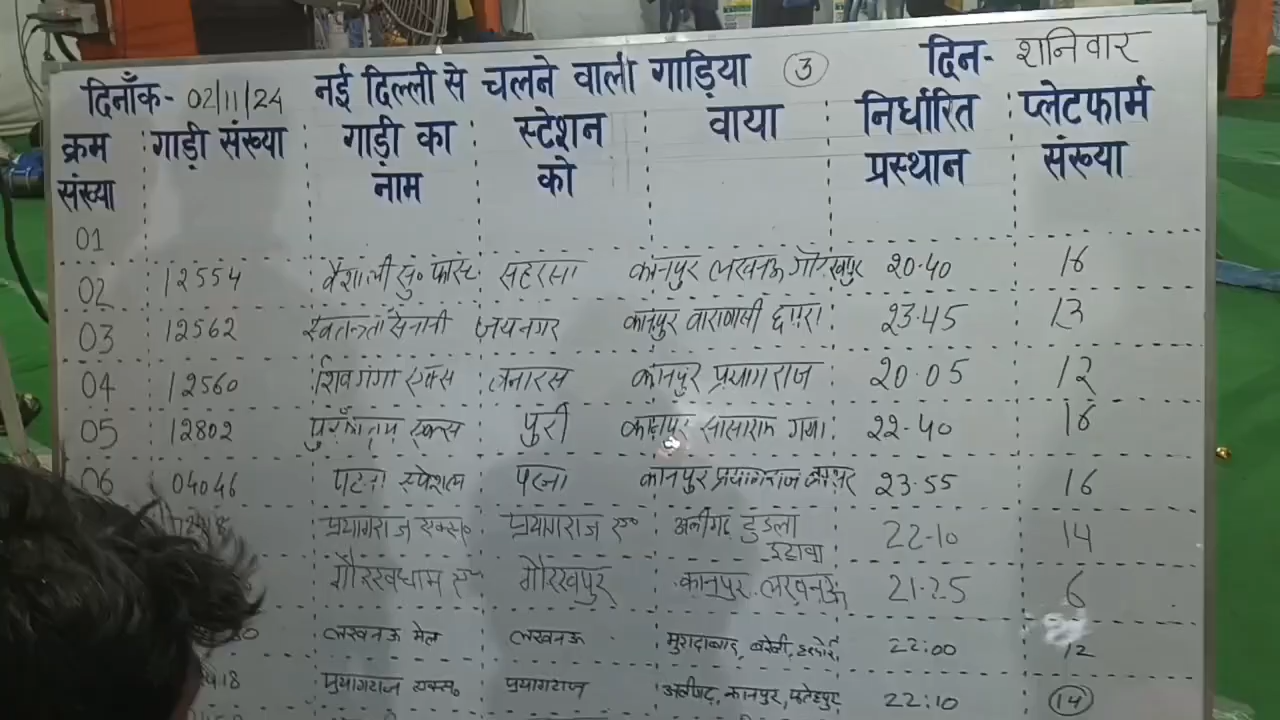 दिनाँक- 02/11/24 नई दिल्ली से चलने वाली गाड़िया (3) दिन- शनिवार
क्रम संख्या गाड़ी संख्या गाड़ी का नाम स्टेशन को वाया निर्धारित प्रस्थान प्लेटफार्म संख्या
01
02 12554 वैशाली सु० फास्ट सहरसा कानपुर लखनऊ गोरखपुर 20.40 16
03 12562 स्वतन्त्रता सेनानी जयनगर कानपुर वाराणसी छपरा 23.45 13
04 12560 शिव गंगा एक्स बनारस कानपुर प्रयागराज 20.05 12
05 12802 एक्स पुरी कानपुर सासाराम गया 22-40 16
06 04046 पटना स्पेशल पटना कानपुर प्रयागराज 23.55 16
प्रयागराज एक्स० प्रयागराज ए० अलीगढ़ टुंडला इटावा 22-10 14
गौरखधाम ए- गौरखपुर कानपुर लखनऊ 21.25 6
लखनऊ मेल लखनऊ मुरादाबाद, बरेली, हरदोई, 22:00 12
418 प्रयागराज एक्स० प्रयागराज अलीगढ़, कानपुर, फतेहपुर 22:10 (14)